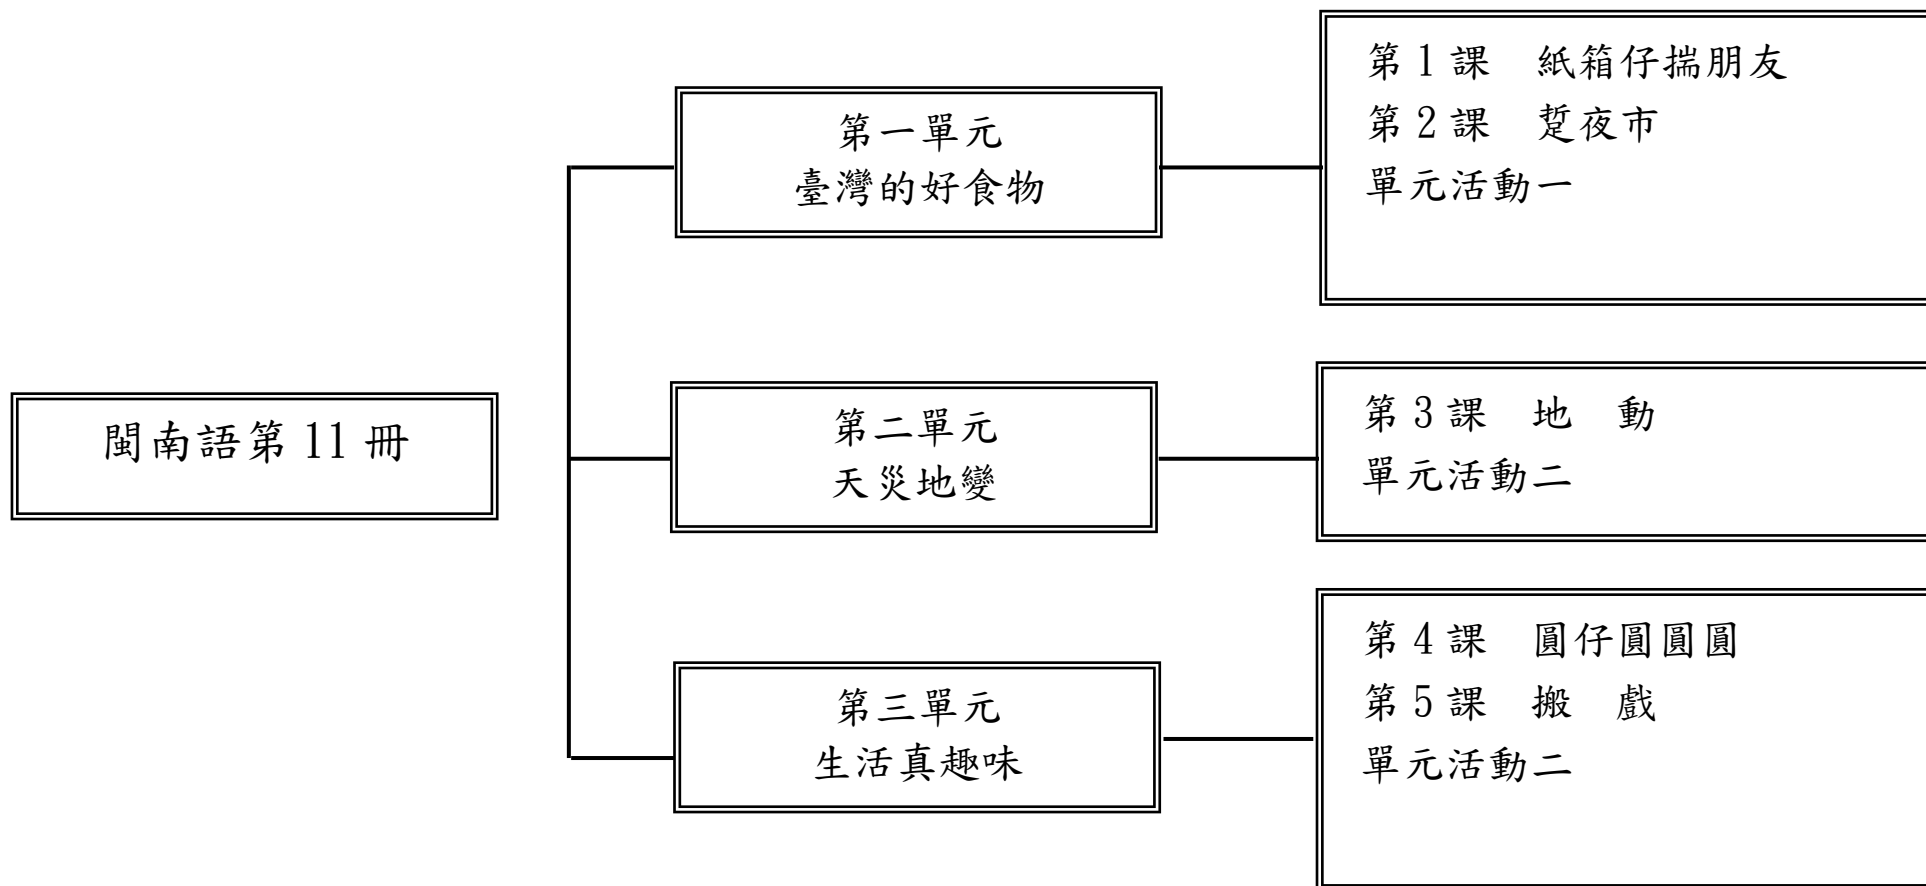 閩南語第 11 冊
第一單元
臺灣的好食物
第 1 課　紙箱仔揣朋友
第 2 課　踅夜市
單元活動一
第二單元
天災地變
第 3 課　地　動
單元活動二
第三單元
生活真趣味
第 4 課　圓仔圓圓圓
第 5 課　搬　戲
單元活動二